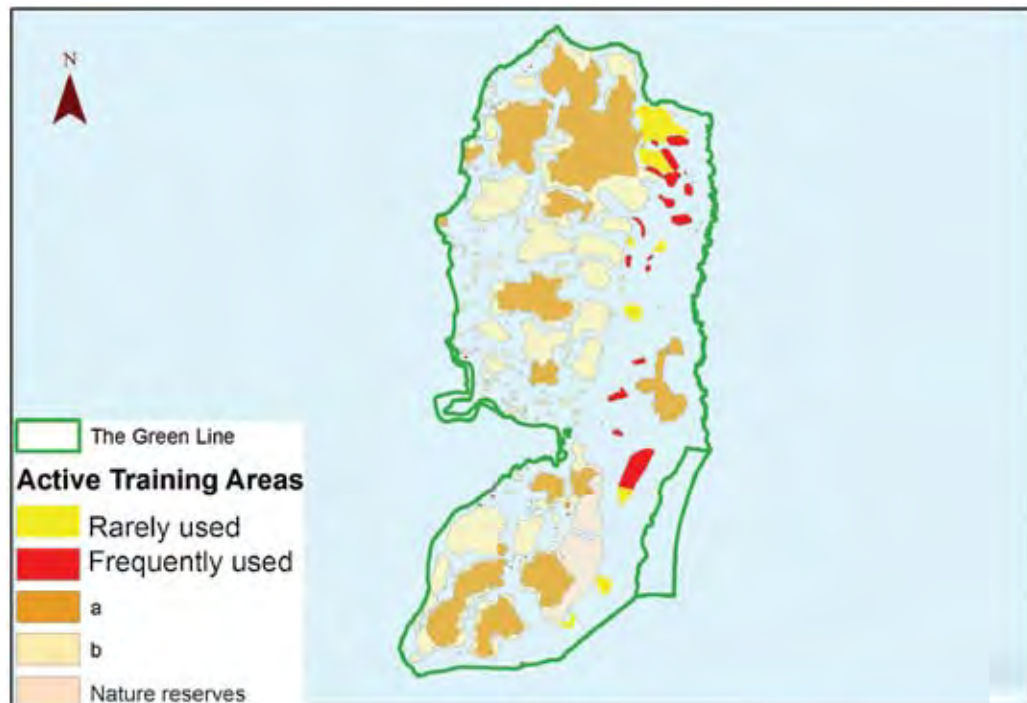 N
The Green Line
Active Training Areas
Rarely used
Frequently used
a
b
Nature reserves